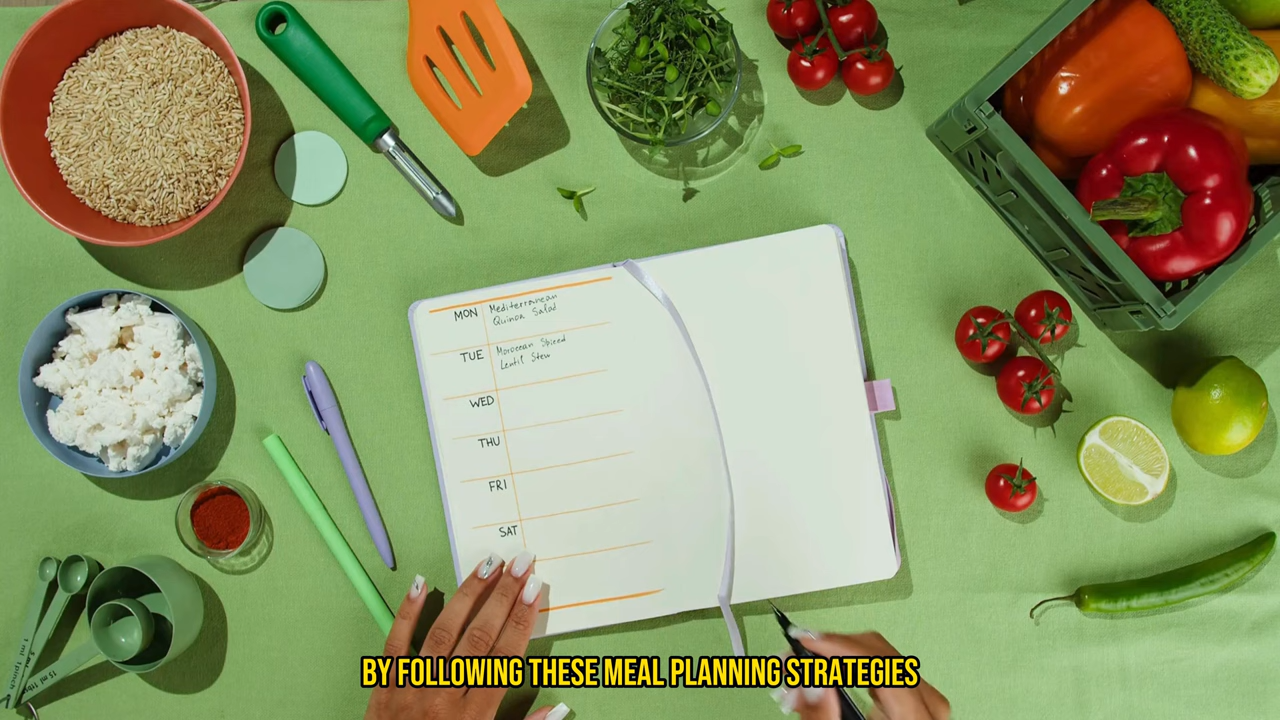 MON Mediterranean
Quinoa Salad
TUE Moroccan Spiced
Lentil Stew
WED
THU
FRI
SAT
BY FOLLOWING THESE MEAL PLANNING STRATEGIES